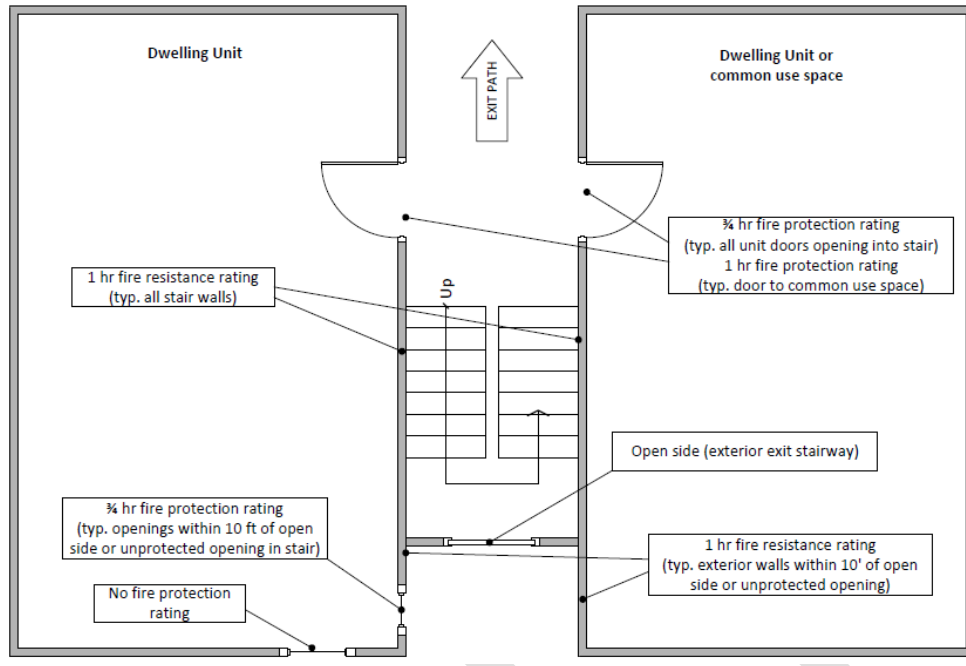 Dwelling Unit
EXIT PATH
Dwelling Unit or
common use space
¾ hr fire protection rating
(typ. all unit doors opening into stair)
1 hr fire protection rating
(typ. door to common use space)
1 hr fire resistance rating
(typ. all stair walls)
Up
Open side (exterior exit stairway)
¾ hr fire protection rating
(typ. openings within 10 ft of open
side or unprotected opening in stair)
1 hr fire resistance rating
(typ. exterior walls within 10' of open
side or unprotected opening)
No fire protection
rating